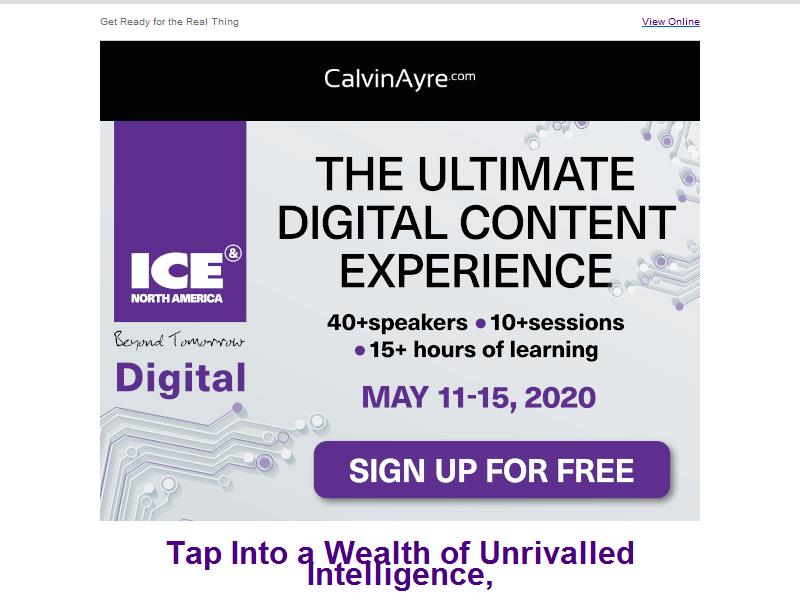 Get Ready for the Real Thing
View Online
CalvinAyre.com
ICE &
NORTH AMERICA
Beyond Tomorrow
Digital
THE ULTIMATE
DIGITAL CONTENT
EXPERIENCE
40+speakers • 10+sessions
• 15+ hours of learning
MAY 11-15, 2020
SIGN UP FOR FREE
Tap Into a Wealth of Unrivalled
Intelligence,